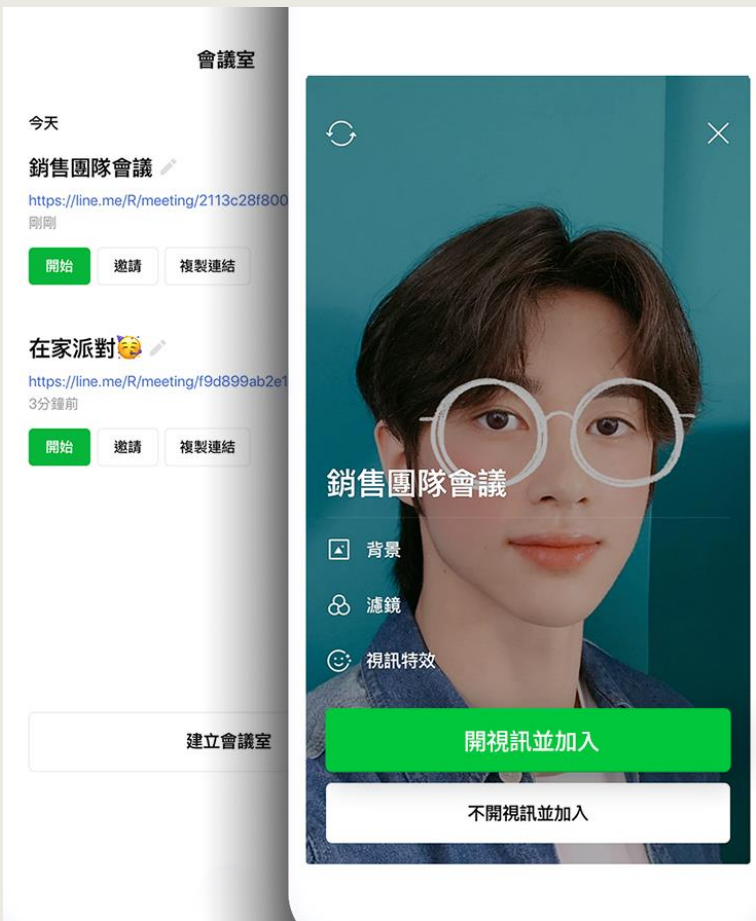 會議室
今天
銷售團隊會議
https://line.me/R/meeting/2113c28f800
剛剛
開始
邀請
複製連結
在家派對🥳
https://line.me/R/meeting/f9d899ab2e1
3分鐘前
開始
邀請
複製連結
建立會議室
銷售團隊會議
背景
濾鏡
視訊特效
開視訊並加入
不開視訊並加入